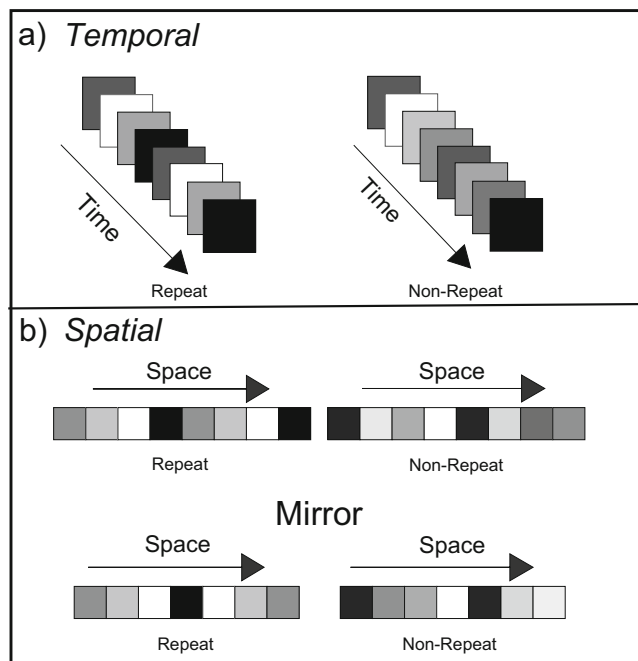 a) Temporal
Time
Time
Repeat
Non-Repeat
b) Spatial
Space
Space
Repeat
Non-Repeat
Mirror
Space
Space
Repeat
Non-Repeat